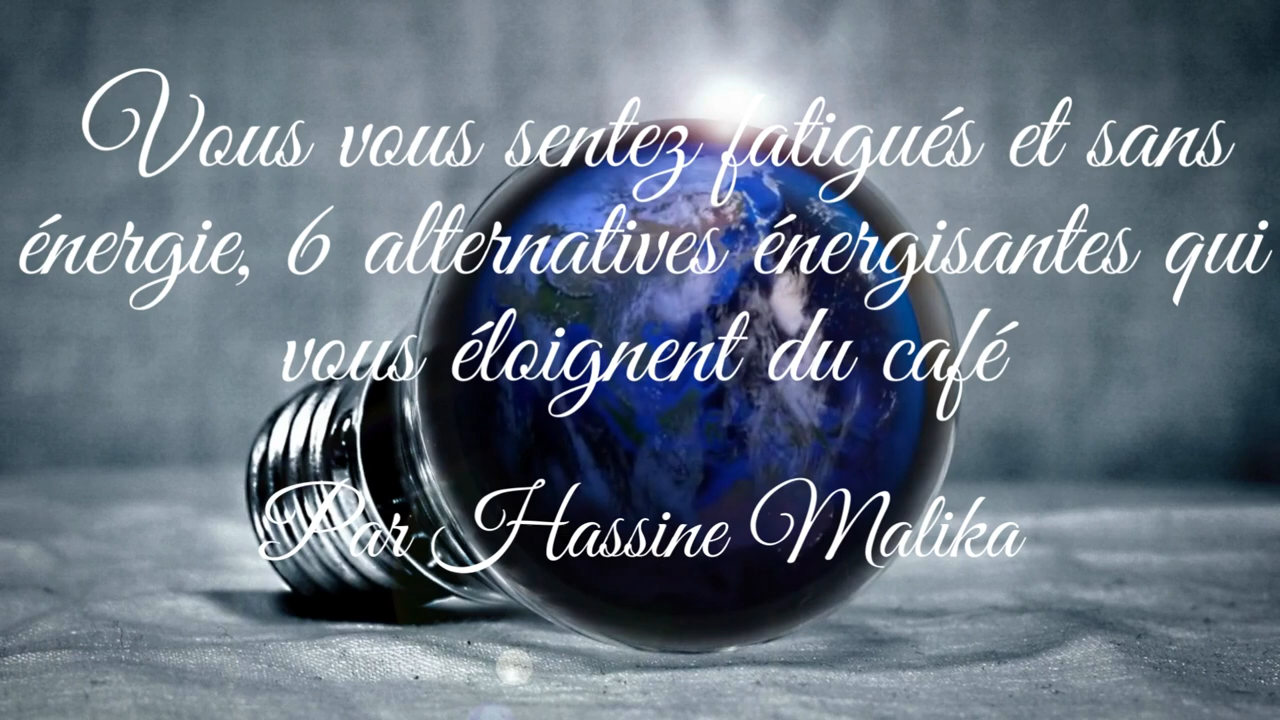 Vous vous sentez fatigués et sans
énergie, 6 alternatives énergisantes qui
vous éloignent du café
Par Hassine Malika